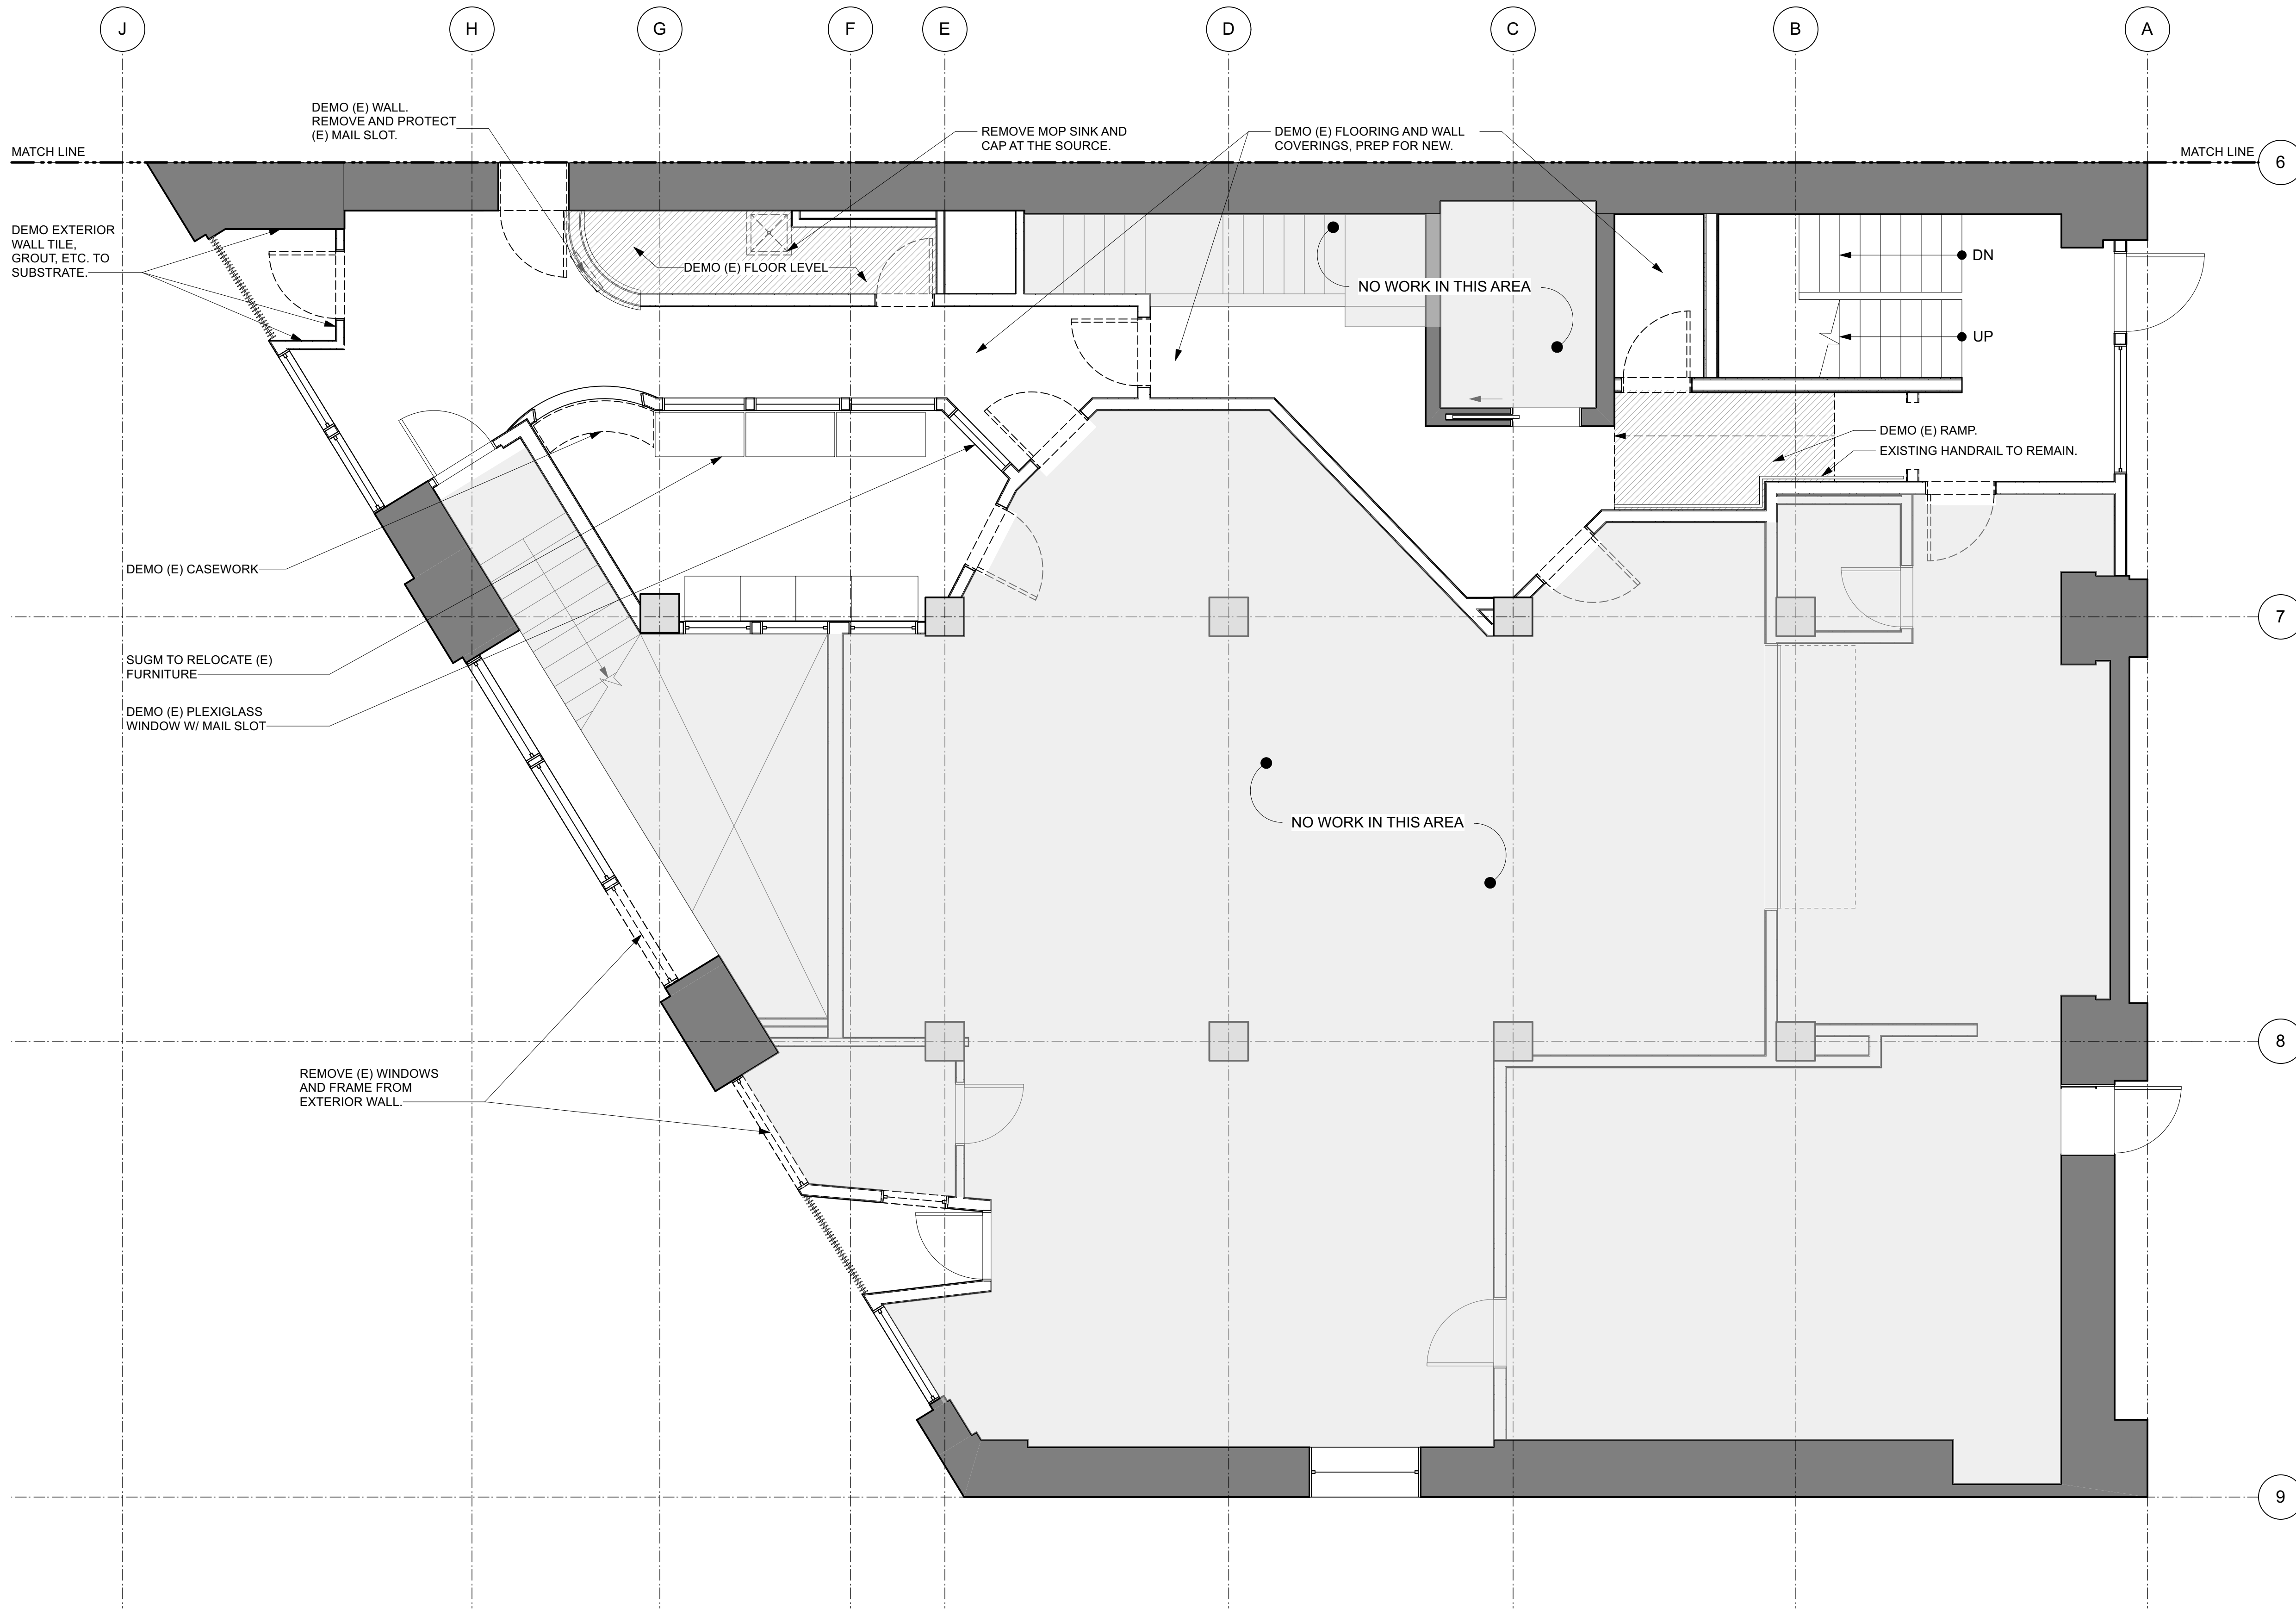 J
H
G
F
E
D
C
B
A
DEMO (E) WALL.
REMOVE AND PROTECT
(E) MAIL SLOT.
REMOVE MOP SINK AND
CAP AT THE SOURCE.
DEMO (E) FLOORING AND WALL
COVERINGS, PREP FOR NEW.
MATCH LINE
MATCH LINE
6
DEMO EXTERIOR
WALL TILE,
GROUT, ETC. TO
SUBSTRATE.
DEMO (E) FLOOR LEVEL
NO WORK IN THIS AREA
DN
UP
DEMO (E) RAMP.
EXISTING HANDRAIL TO REMAIN.
DEMO (E) CASEWORK
7
SUGM TO RELOCATE (E)
FURNITURE
DEMO (E) PLEXIGLASS
WINDOW W/ MAIL SLOT
NO WORK IN THIS AREA
8
REMOVE (E) WINDOWS
AND FRAME FROM
EXTERIOR WALL.
9